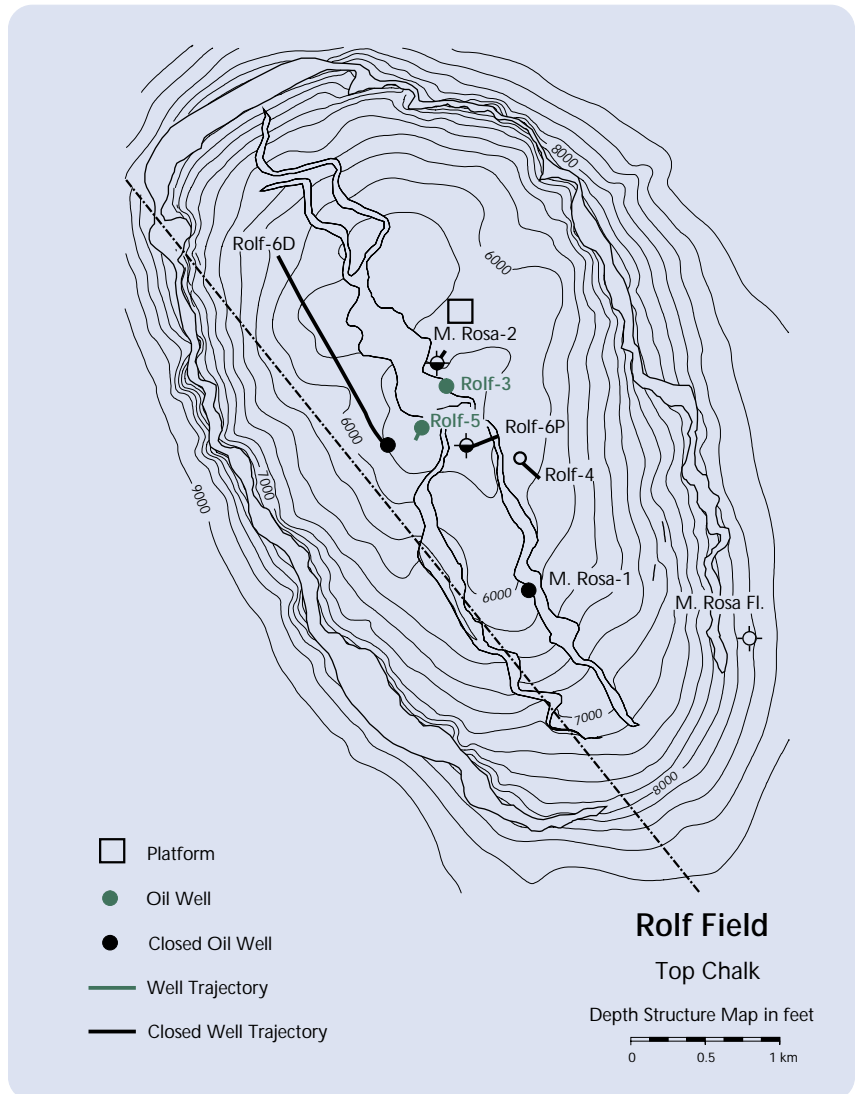 8000
6000
Rolf-6D
M. Rosa-2
Rolf-3
Rolf-5
Rolf-6P
6000
Rolf-4
7000
9000
M. Rosa-1
6000
M. Rosa Fl.
7000
8000
Platform
Oil Well
Closed Oil Well
Well Trajectory
Closed Well Trajectory
Rolf Field
Top Chalk
Depth Structure Map in feet
0 0.5 1 km